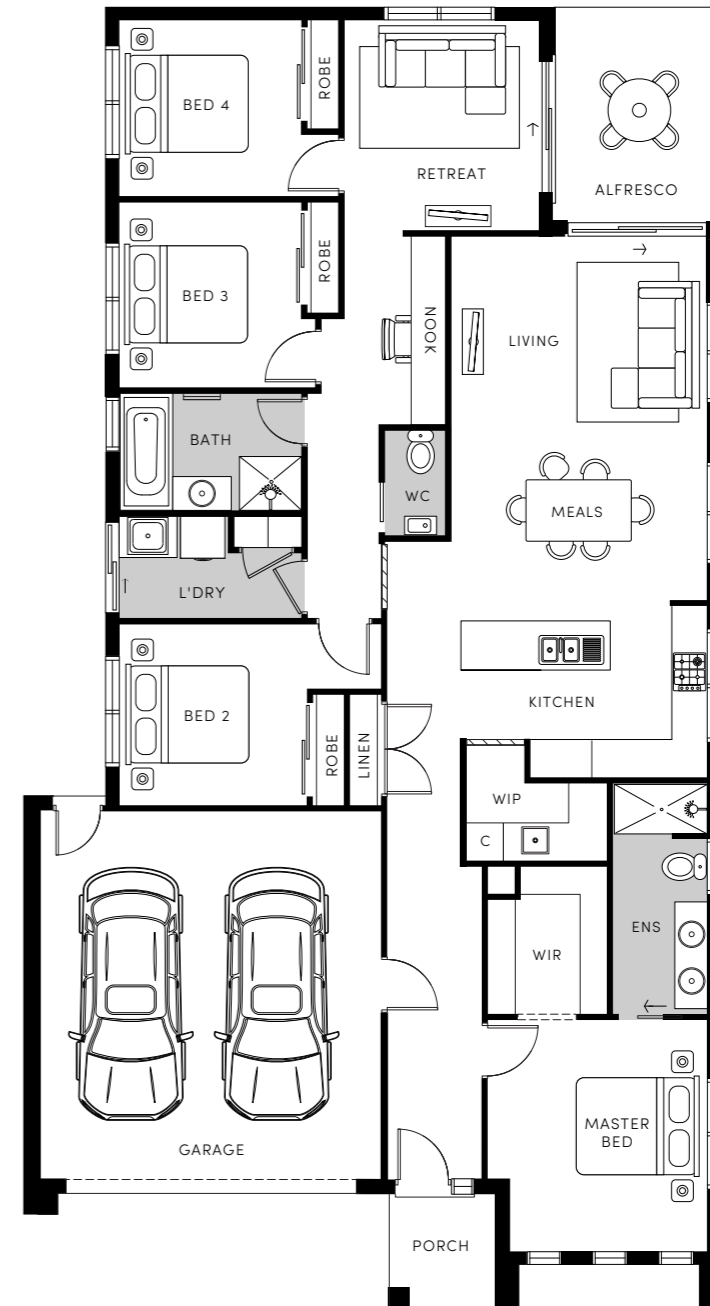 BED 4
ROBE
RETREAT
ALFRESCO
BED 3
ROBE
NOOK
LIVING
BATH
WC
MEALS
L'DRY
KITCHEN
BED 2
ROBE
LINEN
WIP
C
ENS
WIR
MASTER
BED
GARAGE
PORCH